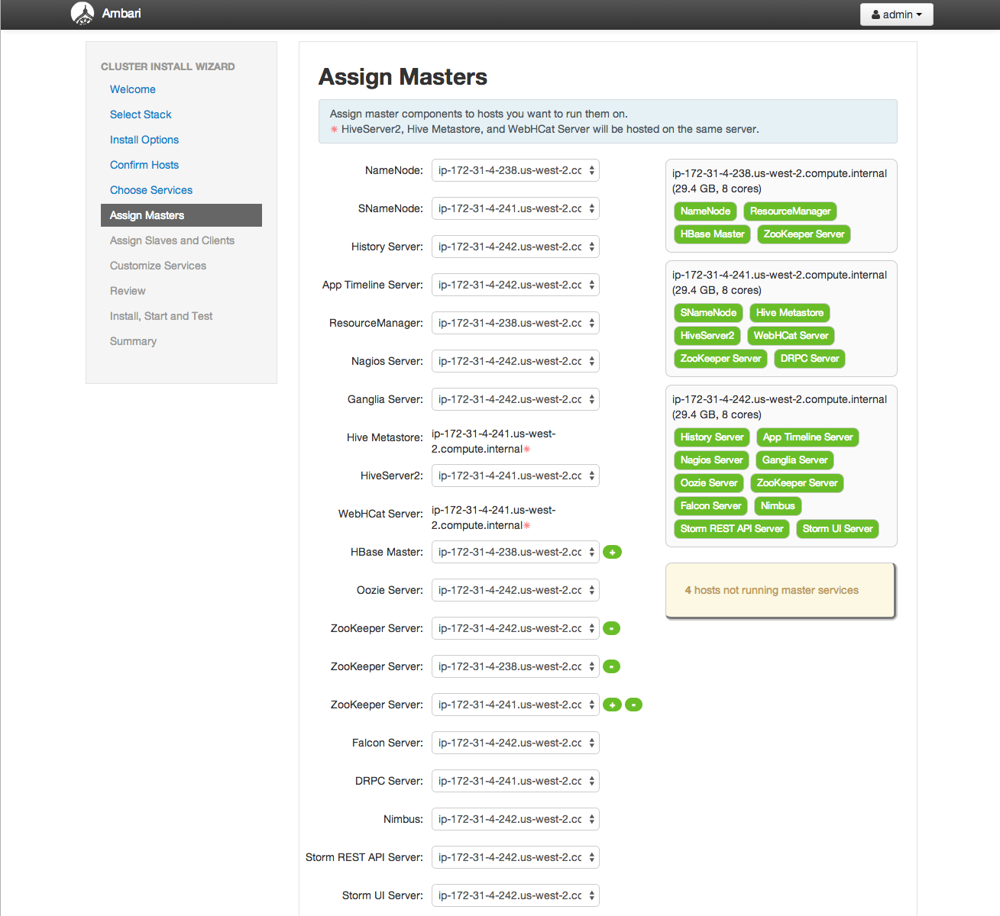 Ambari
admin
CLUSTER INSTALL WIZARD
Welcome
Select Stack
Install Options
Confirm Hosts
Choose Services
Assign Masters
Assign Slaves and Clients
Customize Services
Review
Install, Start and Test
Summary
Assign Masters
Assign master components to hosts you want to run them on.
✷ HiveServer2, Hive Metastore, and WebHCat Server will be hosted on the same server.
NameNode: ip-172-31-4-238.us-west-2.cc
SNameNode: ip-172-31-4-241.us-west-2.cc
History Server: ip-172-31-4-242.us-west-2.cc
App Timeline Server: ip-172-31-4-242.us-west-2.cc
ResourceManager: ip-172-31-4-238.us-west-2.cc
Nagios Server: ip-172-31-4-242.us-west-2.cc
Ganglia Server: ip-172-31-4-242.us-west-2.cc
Hive Metastore: ip-172-31-4-241.us-west-
2.compute.internal✷
HiveServer2: ip-172-31-4-241.us-west-2.cc
WebHCat Server: ip-172-31-4-241.us-west-
2.compute.internal✷
HBase Master: ip-172-31-4-238.us-west-2.cc +
Oozie Server: ip-172-31-4-242.us-west-2.cc
ZooKeeper Server: ip-172-31-4-242.us-west-2.cc -
ZooKeeper Server: ip-172-31-4-238.us-west-2.cc -
ZooKeeper Server: ip-172-31-4-241.us-west-2.cc + -
Falcon Server: ip-172-31-4-242.us-west-2.cc
DRPC Server: ip-172-31-4-241.us-west-2.cc
Nimbus: ip-172-31-4-242.us-west-2.cc
Storm REST API Server: ip-172-31-4-242.us-west-2.cc
Storm UI Server: ip-172-31-4-242.us-west-2.cc
ip-172-31-4-238.us-west-2.compute.internal
(29.4 GB, 8 cores)
NameNode ResourceManager
HBase Master ZooKeeper Server
ip-172-31-4-241.us-west-2.compute.internal
(29.4 GB, 8 cores)
SNameNode Hive Metastore
HiveServer2 WebHCat Server
ZooKeeper Server DRPC Server
ip-172-31-4-242.us-west-2.compute.internal
(29.4 GB, 8 cores)
History Server App Timeline Server
Nagios Server Ganglia Server
Oozie Server ZooKeeper Server
Falcon Server Nimbus
Storm REST API Server Storm UI Server
4 hosts not running master services